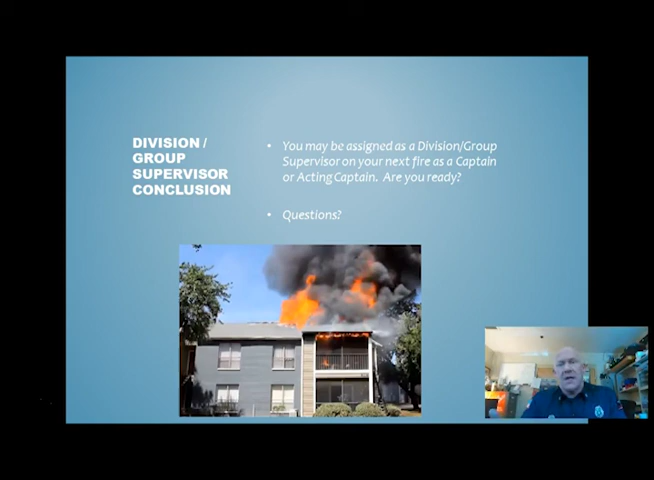 DIVISION /
GROUP
SUPERVISOR
CONCLUSION
• You may be assigned as a Division/Group
Supervisor on your next fire as a Captain
or Acting Captain. Are you ready?
• Questions?